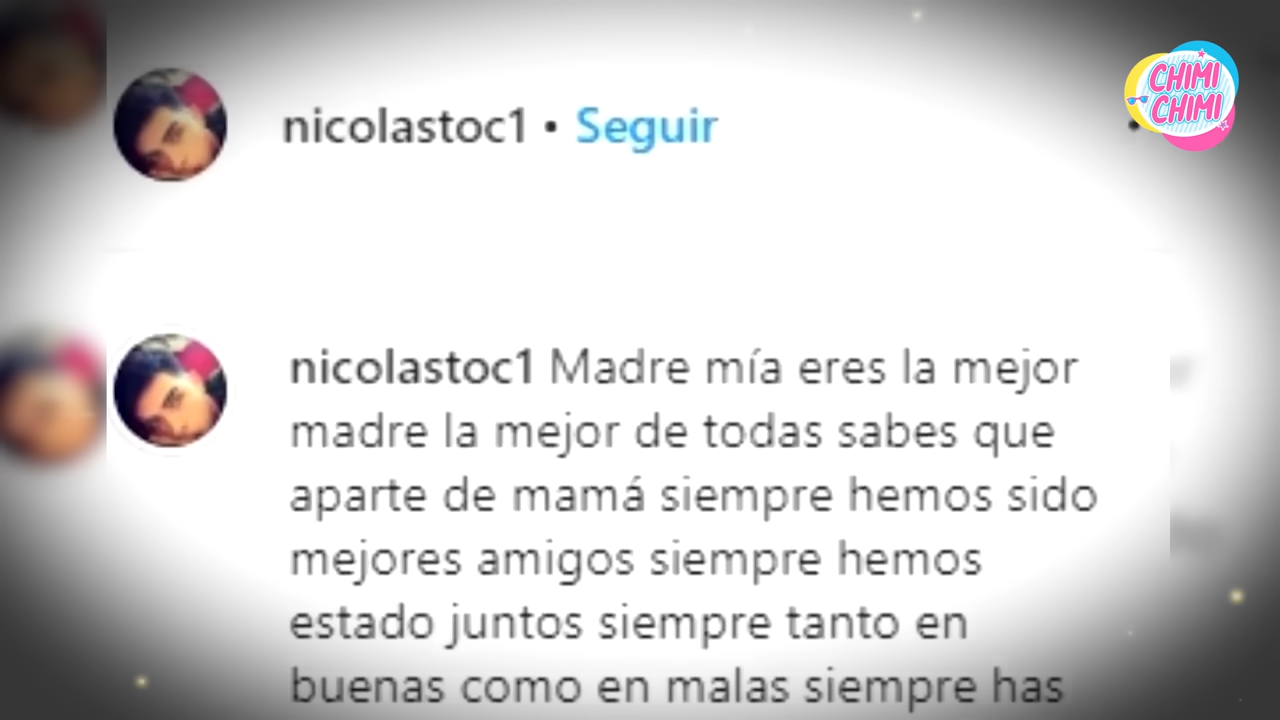 CHIMI
CHIMI
nicolastoc1 • Seguir
nicolastoc1 Madre mía eres la mejor
madre la mejor de todas sabes que
aparte de mamá siempre hemos sido
mejores amigos siempre hemos
estado juntos siempre tanto en
buenas como en malas siempre has